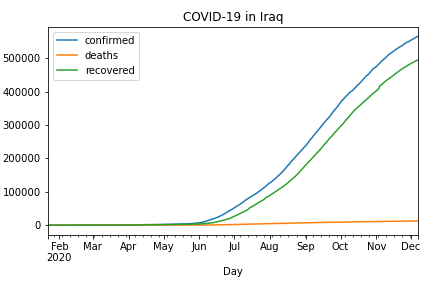 COVID-19 in Iraq
confirmed
deaths
recovered
500000
400000
300000
200000
100000
0
Feb Mar Apr May Jun Jul Aug Sep Oct Nov Dec
2020
Day